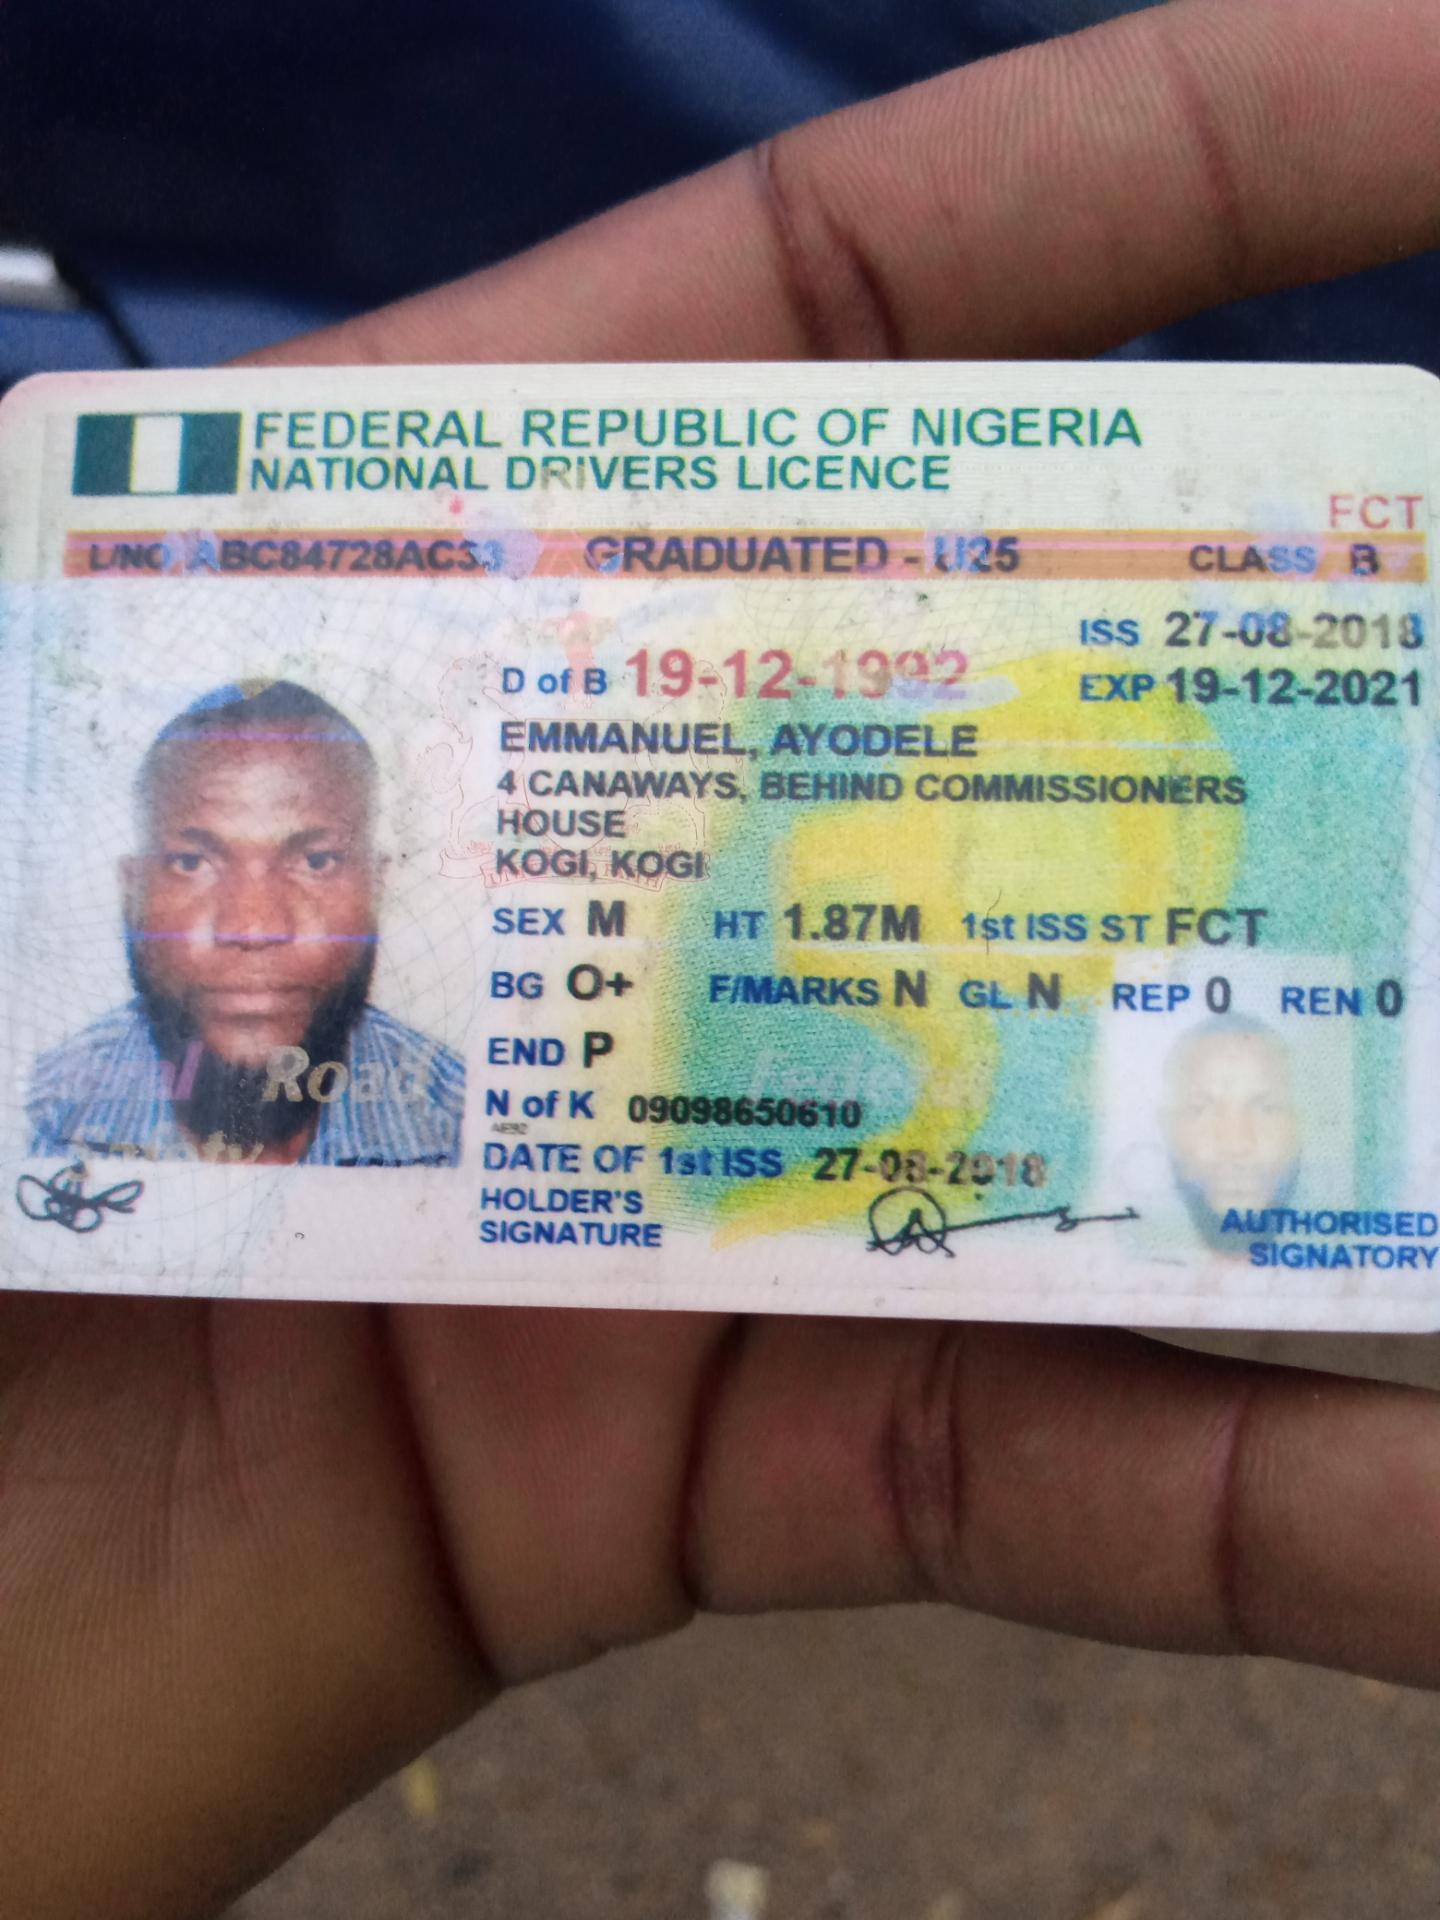 FEDERAL REPUBLIC OF NIGERIA
NATIONAL DRIVERS LICENCE
FCT
L/NO ABC84728AC33 GRADUATED - U25 CLASS B
ISS 27-08-2018
D of B 19-12-1992 EXP 19-12-2021
EMMANUEL, AYODELE
4 CANAWAYS, BEHIND COMMISSIONERS
HOUSE
KOGI, KOGI
SEX M HT 1.87M 1st ISS ST FCT
BG O+ F/MARKS N GL N REP 0 REN 0
END P
Road
Federal
N of K 09098650610
DATE OF 1st ISS 27-08-2018
HOLDER'S
SIGNATURE
AUTHORISED
SIGNATORY